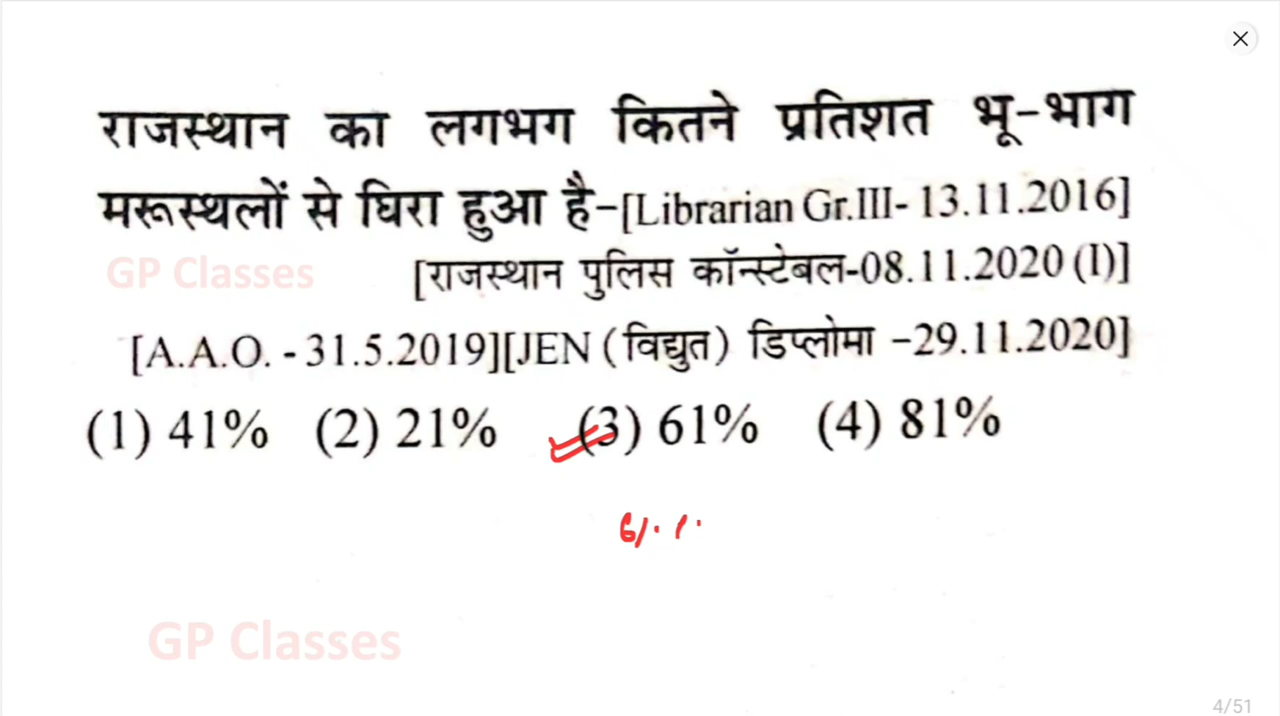 राजस्थान का लगभग कितने प्रतिशत भू-भाग
मरूस्थलों से घिरा हुआ है-[Librarian Gr.III- 13.11.2016]
GP Classes
[राजस्थान पुलिस कॉन्स्टेबल-08.11.2020 (I)]
[A.A.O. - 31.5.2019][JEN (विद्युत) डिप्लोमा -29.11.2020]
(1) 41% (2) 21% (3) 61% (4) 81%
GP Classes
4/51